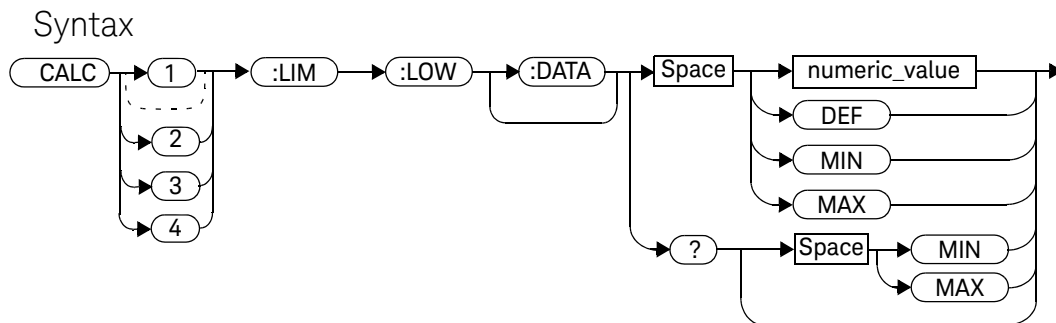 Syntax
CALC 1 :LIM :LOW :DATA Space numeric_value
2 DEF
3 MIN
4 MAX
? Space MIN
MAX